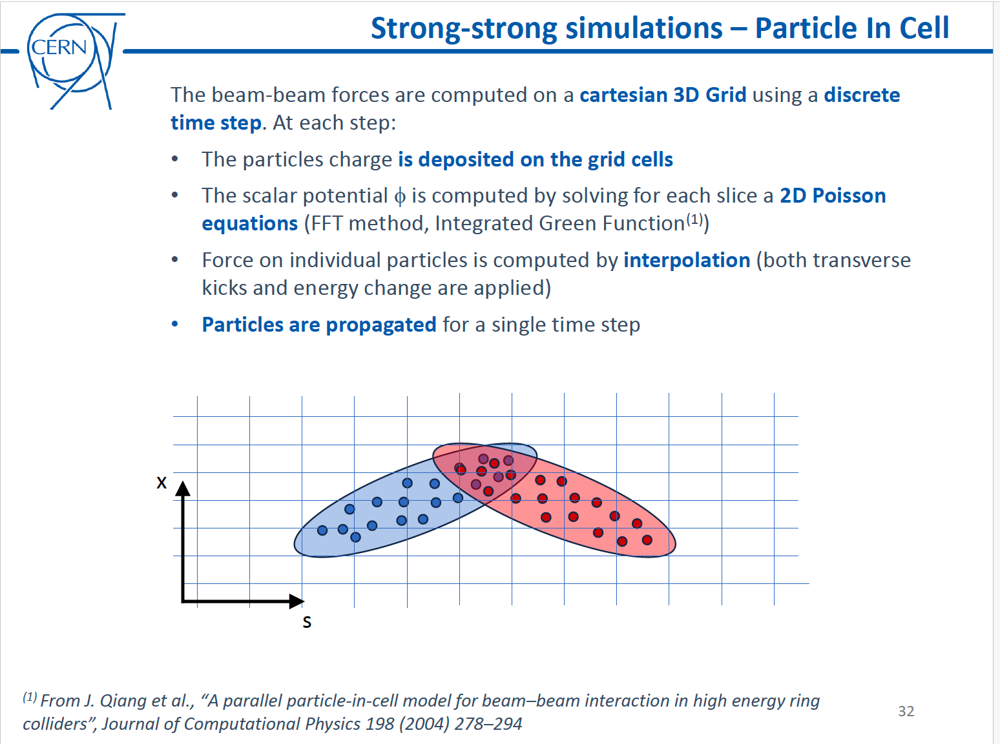 CERN
Strong-strong simulations – Particle In Cell
The beam-beam forces are computed on a cartesian 3D Grid using a discrete
time step. At each step:
• The particles charge is deposited on the grid cells
• The scalar potential ϕ is computed by solving for each slice a 2D Poisson
equations (FFT method, Integrated Green Function(1))
• Force on individual particles is computed by interpolation (both transverse
kicks and energy change are applied)
• Particles are propagated for a single time step
x
s
(1) From J. Qiang et al., “A parallel particle-in-cell model for beam–beam interaction in high energy ring
colliders”, Journal of Computational Physics 198 (2004) 278–294
32